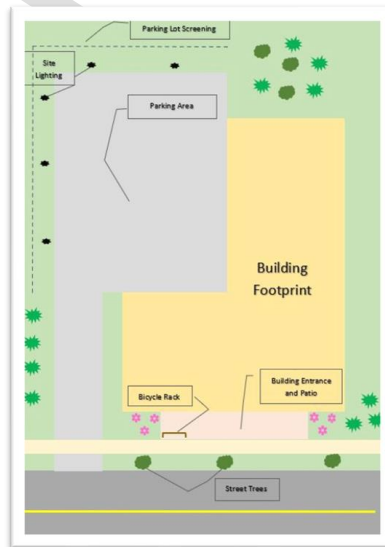 Parking Lot Screening
Site
Lighting
Parking Area
Building
Footprint
Building Entrance
and Patio
Bicycle Rack
Street Trees